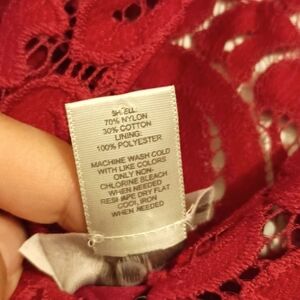 SHELL:
70% NYLON
30% COTTON
LINING:
100% POLYESTER
MACHINE WASH COLD
WITH LIKE COLORS
ONLY NON-
CHLORINE BLEACH
WHEN NEEDED
RESHAPE DRY FLAT
COOL IRON
WHEN NEEDED